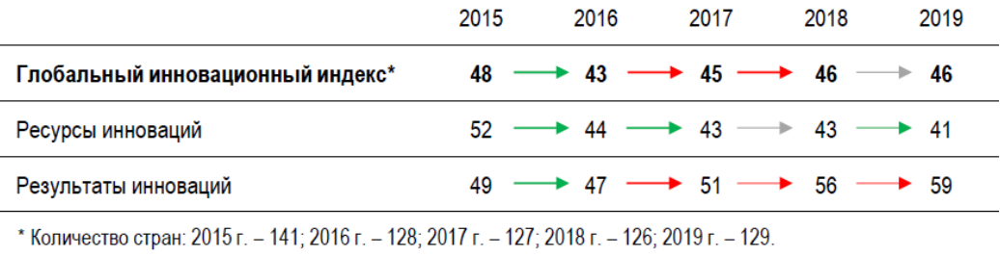 2015 2016 2017 2018 2019
Глобальный инновационный индекс* 48 43 45 46 46
Ресурсы инноваций 52 44 43 43 41
Результаты инноваций 49 47 51 56 59
* Количество стран: 2015 г. – 141; 2016 г. – 128; 2017 г. – 127; 2018 г. – 126; 2019 г. – 129.